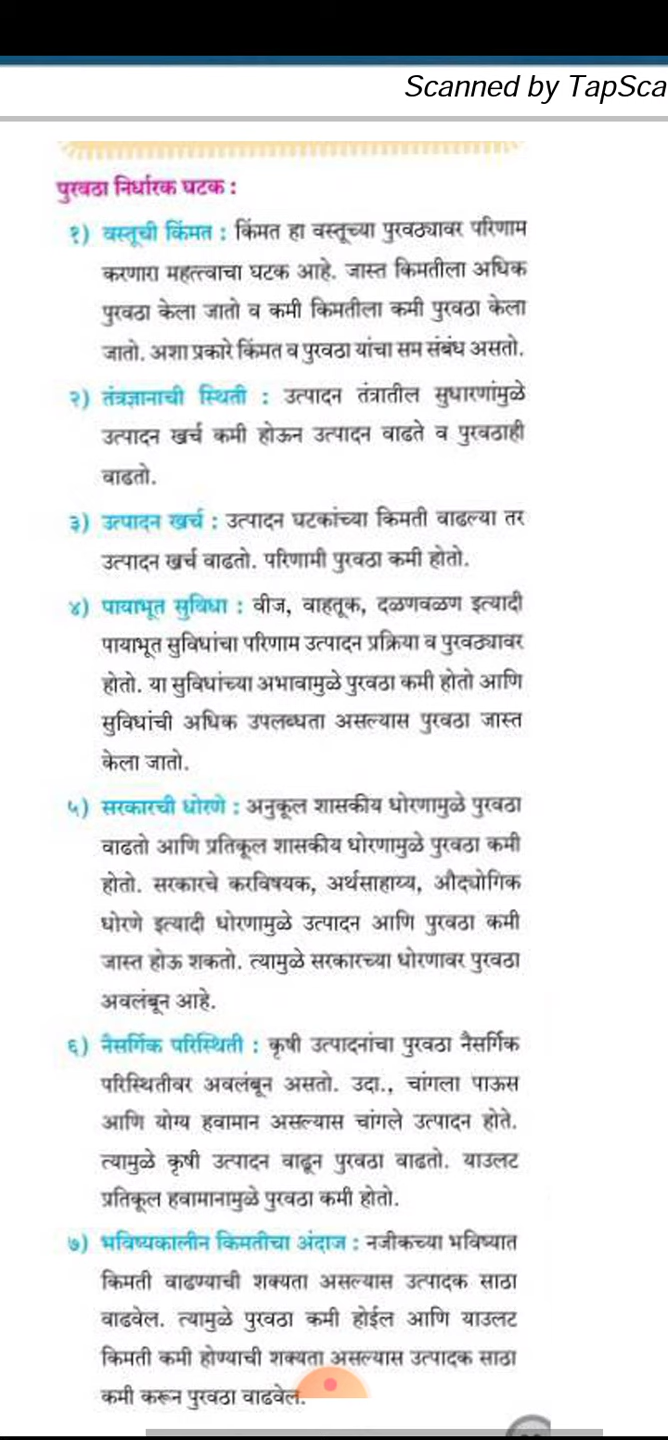 Scanned by TapSca
पुरवठा निर्धारक घटक :
१) वस्तूची किंमत : किंमत हा वस्तूच्या पुरवठ्यावर परिणाम
करणारा महत्त्वाचा घटक आहे. जास्त किमतीला अधिक
पुरवठा केला जातो व कमी किमतीला कमी पुरवठा केला
जातो. अशा प्रकारे किंमत व पुरवठा यांचा सम संबंध असतो.
२) तंत्रज्ञानाची स्थिती : उत्पादन तंत्रातील सुधारणांमुळे
उत्पादन खर्च कमी होऊन उत्पादन वाढते व पुरवठाही
वाढतो.
३) उत्पादन खर्च : उत्पादन घटकांच्या किमती वाढल्या तर
उत्पादन खर्च वाढतो. परिणामी पुरवठा कमी होतो.
४) पायाभूत सुविधा : वीज, वाहतूक, दळणवळण इत्यादी
पायाभूत सुविधांचा परिणाम उत्पादन प्रक्रिया व पुरवठ्यावर
होतो. या सुविधांच्या अभावामुळे पुरवठा कमी होतो आणि
सुविधांची अधिक उपलब्धता असल्यास पुरवठा जास्त
केला जातो.
५) सरकारची धोरणे : अनुकूल शासकीय धोरणामुळे पुरवठा
वाढतो आणि प्रतिकूल शासकीय धोरणामुळे पुरवठा कमी
होतो. सरकारचे करविषयक, अर्थसाहाय्य, औद्योगिक
धोरणे इत्यादी धोरणामुळे उत्पादन आणि पुरवठा कमी
जास्त होऊ शकतो. त्यामुळे सरकारच्या धोरणावर पुरवठा
अवलंबून आहे.
६) नैसर्गिक परिस्थिती : कृषी उत्पादनांचा पुरवठा नैसर्गिक
परिस्थितीवर अवलंबून असतो. उदा., चांगला पाऊस
आणि योग्य हवामान असल्यास चांगले उत्पादन होते.
त्यामुळे कृषी उत्पादन वाढून पुरवठा वाढतो. याउलट
प्रतिकूल हवामानामुळे पुरवठा कमी होतो.
७) भविष्यकालीन किमतीचा अंदाज : नजीकच्या भविष्यात
किमती वाढण्याची शक्यता असल्यास उत्पादक साठा
वाढवेल. त्यामुळे पुरवठा कमी होईल आणि याउलट
किमती कमी होण्याची शक्यता असल्यास उत्पादक साठा
कमी करून पुरवठा वाढवेल.